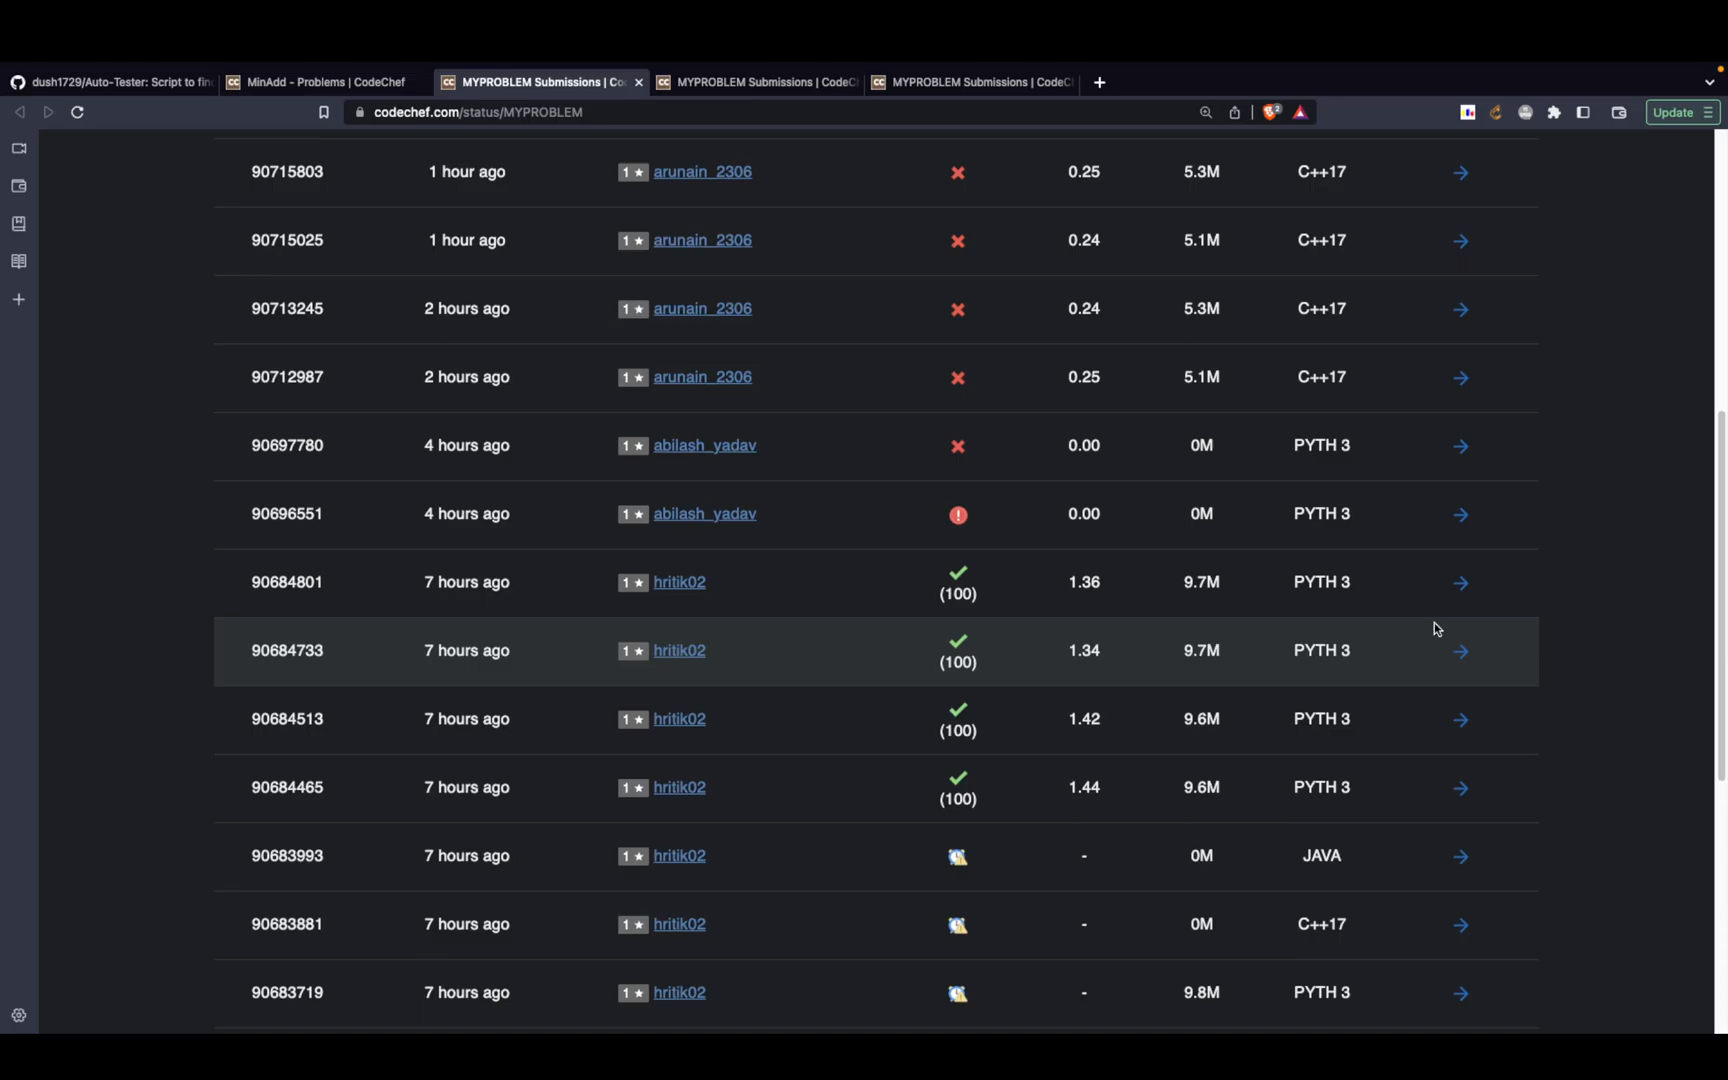 dush1729/Auto-Tester: Script to fin
MinAdd - Problems | CodeChef
MYPROBLEM Submissions | Co
MYPROBLEM Submissions | CodeC
MYPROBLEM Submissions | CodeC
codechef.com/status/MYPROBLEM
2
Update
90715803 1 hour ago 1★ arunain_2306 0.25 5.3M C++17
90715025 1 hour ago 1★ arunain_2306 0.24 5.1M C++17
90713245 2 hours ago 1★ arunain_2306 0.24 5.3M C++17
90712987 2 hours ago 1★ arunain_2306 0.25 5.1M C++17
90697780 4 hours ago 1★ abilash_yadav 0.00 0M PYTH 3
90696551 4 hours ago 1★ abilash_yadav 0.00 0M PYTH 3
90684801 7 hours ago 1★ hritik02 (100) 1.36 9.7M PYTH 3
90684733 7 hours ago 1★ hritik02 (100) 1.34 9.7M PYTH 3
90684513 7 hours ago 1★ hritik02 (100) 1.42 9.6M PYTH 3
90684465 7 hours ago 1★ hritik02 (100) 1.44 9.6M PYTH 3
90683993 7 hours ago 1★ hritik02 - 0M JAVA
90683881 7 hours ago 1★ hritik02 - 0M C++17
90683719 7 hours ago 1★ hritik02 - 9.8M PYTH 3